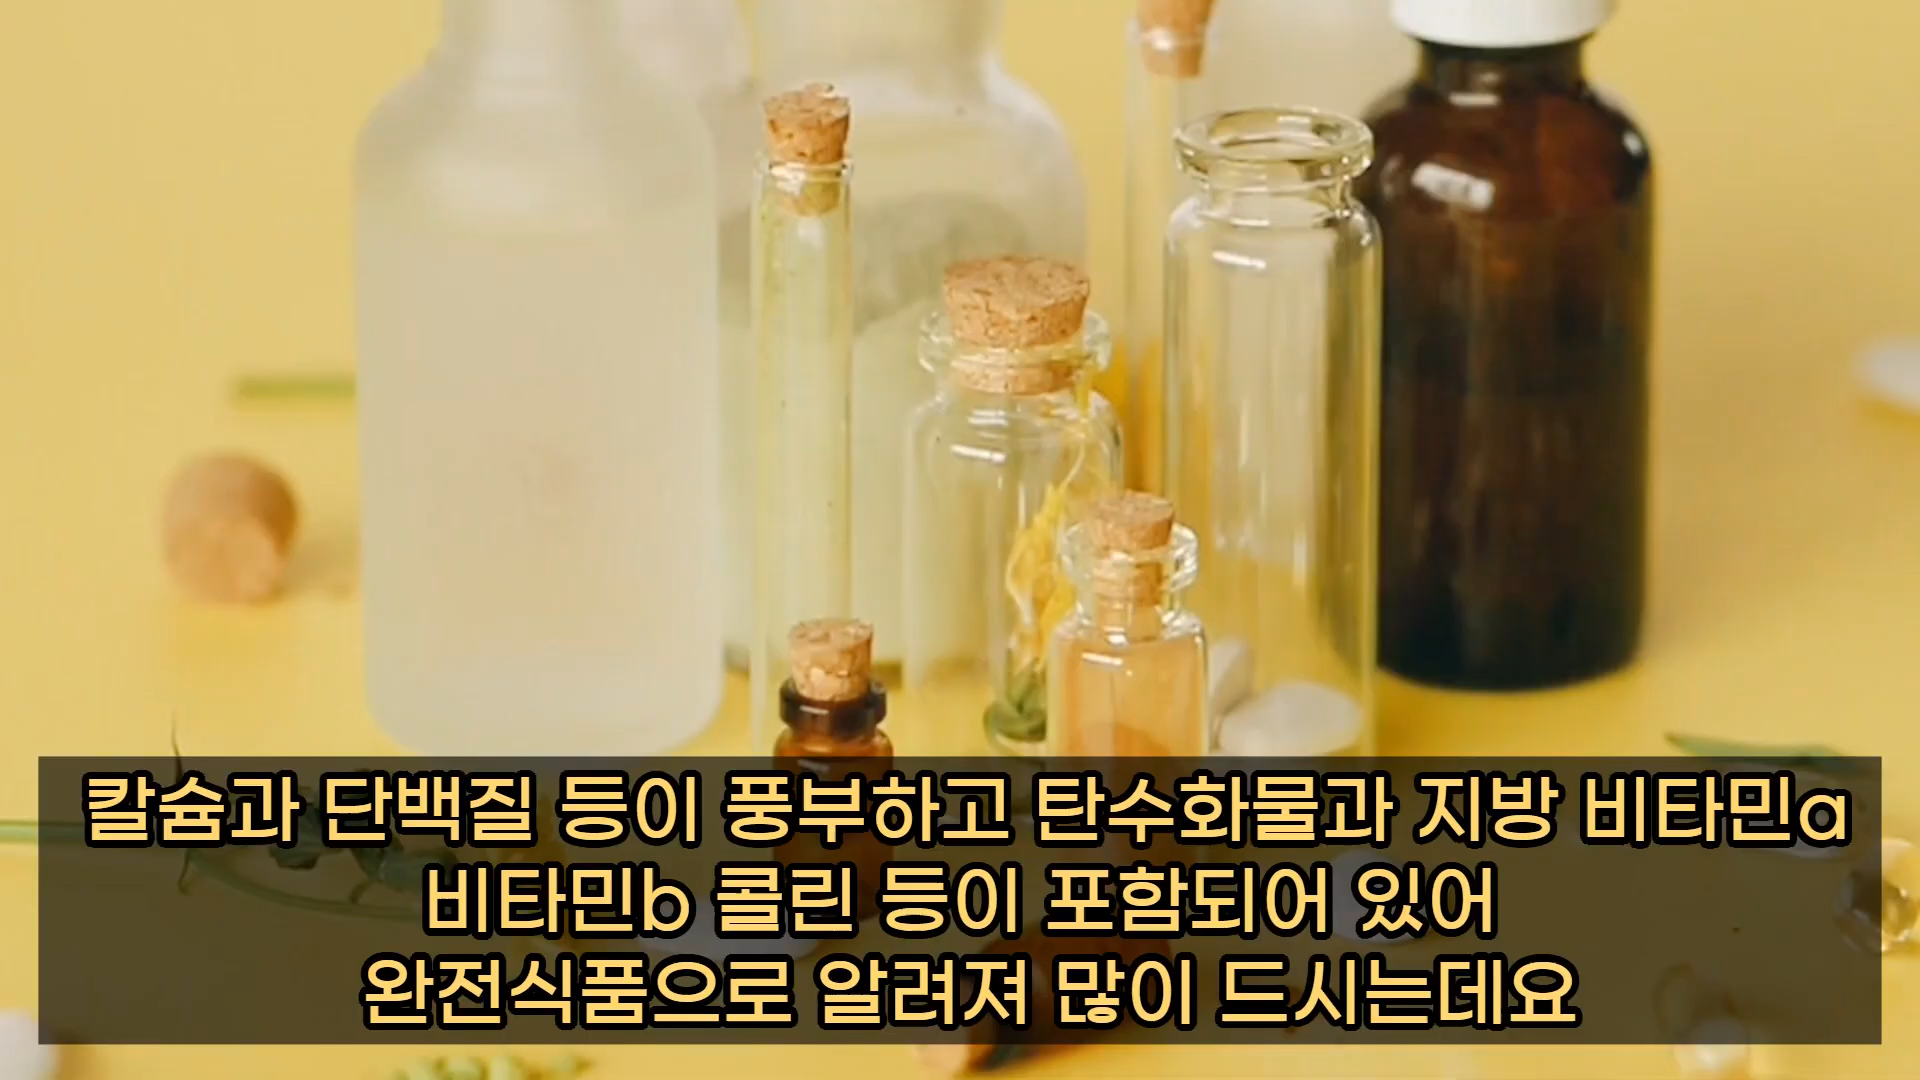 칼슘과 단백질 등이 풍부하고 탄수화물과 지방 비타민a
비타민b 콜린 등이 포함되어 있어
완전식품으로 알려져 많이 드시는데요